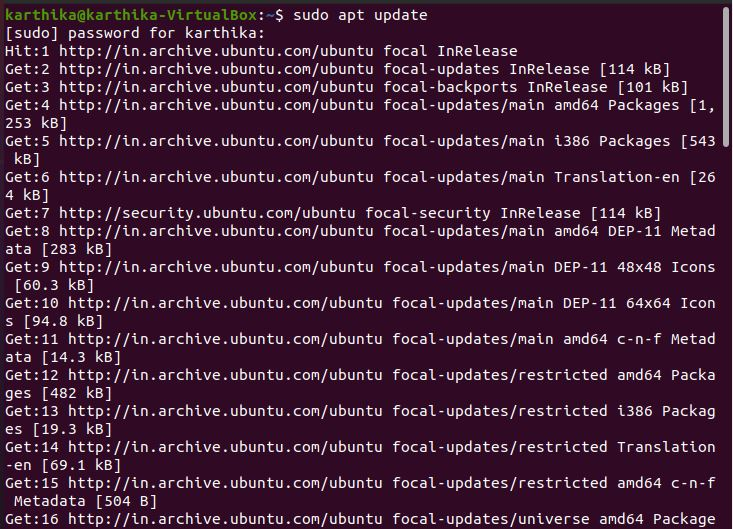 karthika@karthika-VirtualBox:~$ sudo apt update
[sudo] password for karthika:
Hit:1 http://in.archive.ubuntu.com/ubuntu focal InRelease
Get:2 http://in.archive.ubuntu.com/ubuntu focal-updates InRelease [114 kB]
Get:3 http://in.archive.ubuntu.com/ubuntu focal-backports InRelease [101 kB]
Get:4 http://in.archive.ubuntu.com/ubuntu focal-updates/main amd64 Packages [1,
253 kB]
Get:5 http://in.archive.ubuntu.com/ubuntu focal-updates/main i386 Packages [543
 kB]
Get:6 http://in.archive.ubuntu.com/ubuntu focal-updates/main Translation-en [26
4 kB]
Get:7 http://security.ubuntu.com/ubuntu focal-security InRelease [114 kB]
Get:8 http://in.archive.ubuntu.com/ubuntu focal-updates/main amd64 DEP-11 Metad
ata [283 kB]
Get:9 http://in.archive.ubuntu.com/ubuntu focal-updates/main DEP-11 48x48 Icons
 [60.3 kB]
Get:10 http://in.archive.ubuntu.com/ubuntu focal-updates/main DEP-11 64x64 Icon
s [94.8 kB]
Get:11 http://in.archive.ubuntu.com/ubuntu focal-updates/main amd64 c-n-f Metad
ata [14.3 kB]
Get:12 http://in.archive.ubuntu.com/ubuntu focal-updates/restricted amd64 Packa
ges [482 kB]
Get:13 http://in.archive.ubuntu.com/ubuntu focal-updates/restricted i386 Packag
es [19.3 kB]
Get:14 http://in.archive.ubuntu.com/ubuntu focal-updates/restricted Translation
-en [69.1 kB]
Get:15 http://in.archive.ubuntu.com/ubuntu focal-updates/restricted amd64 c-n-f
 Metadata [504 B]
Get:16 http://in.archive.ubuntu.com/ubuntu focal-updates/universe amd64 Package